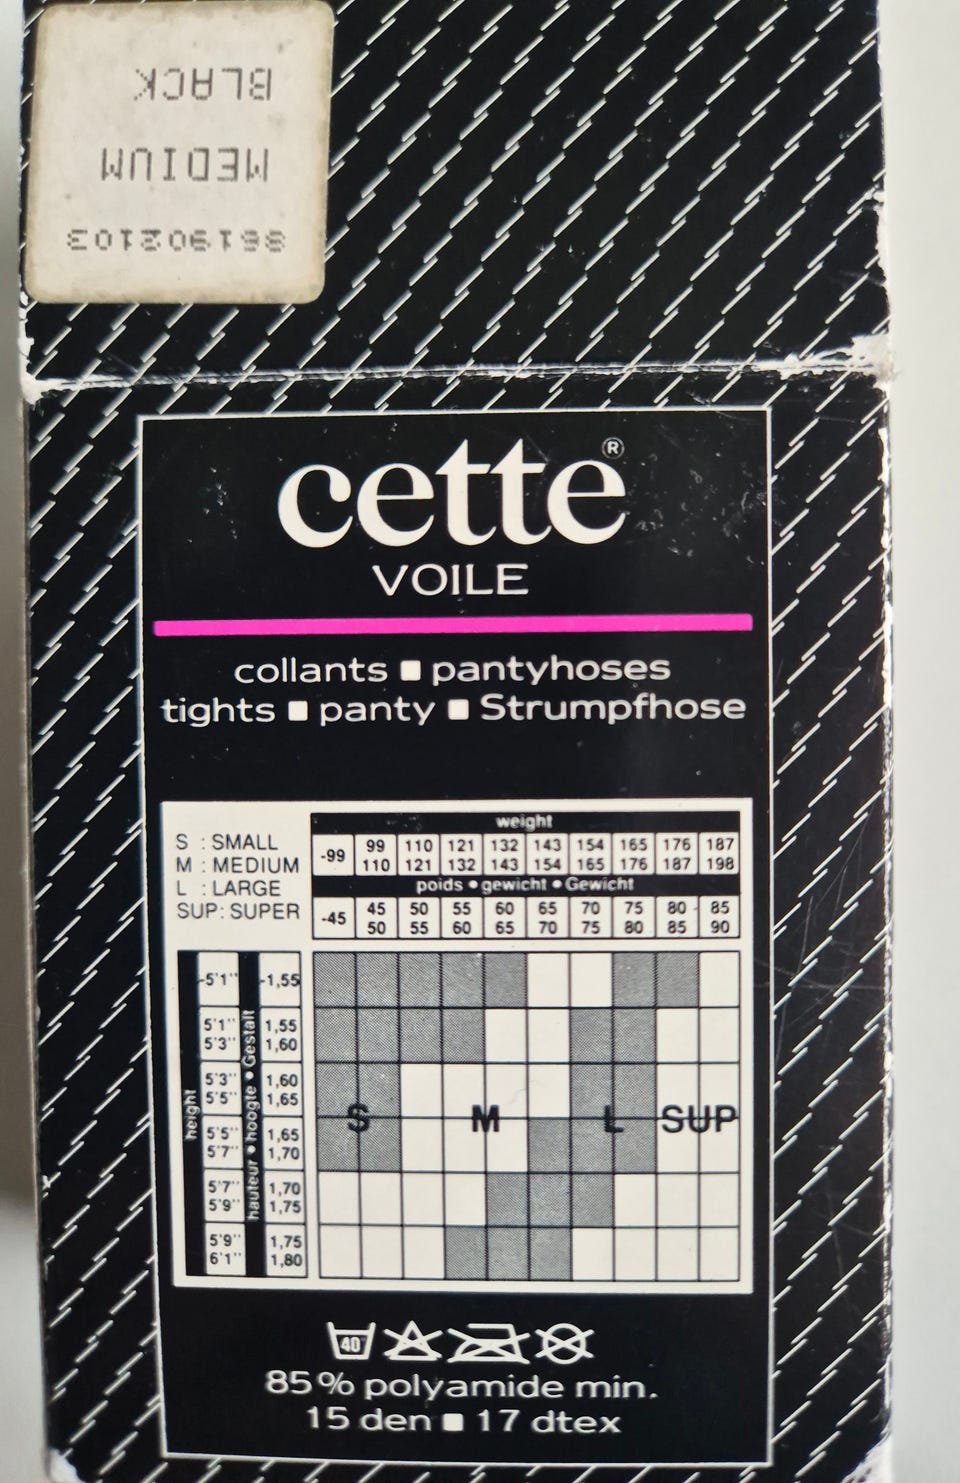 861902103
MEDIUM
BLACK
cette®
VOILE
collants ■ pantyhoses
tights ■ panty ■ Strumpfhose
S : SMALL
M : MEDIUM
L : LARGE
SUP: SUPER
weight
-99 99 110 121 132 143 154 165 176 187
110 121 132 143 154 165 176 187 198
poids • gewicht • Gewicht
-45 45 50 55 60 65 70 75 80 85
50 55 60 65 70 75 80 85 90
height
hauteur • hoogte • Gestalt
-5'1'' -1,55
5'1'' 1,55
5'3'' 1,60
5'3'' 1,60
5'5'' 1,65
5'5'' 1,65
5'7'' 1,70
5'7'' 1,70
5'9'' 1,75
5'9'' 1,75
6'1'' 1,80
S M L SUP
40
85% polyamide min.
15 den ■ 17 dtex